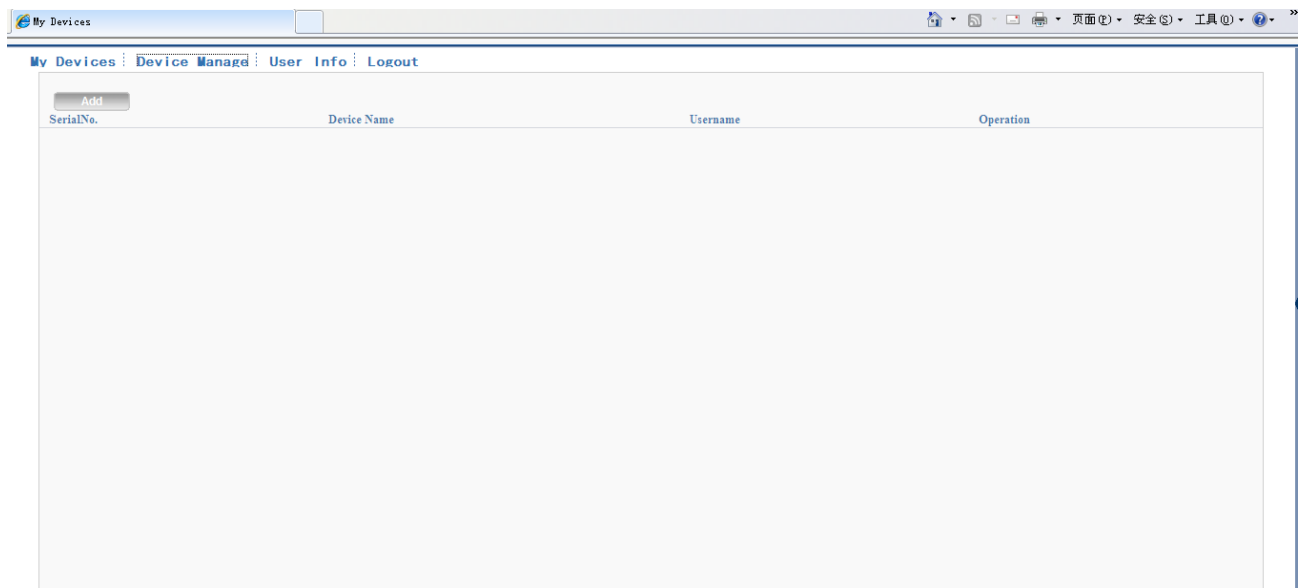 My Devices 页面(P) 安全(S) 工具(O) »
My Devices Device Manage User Info Logout
Add
SerialNo. Device Name Username Operation